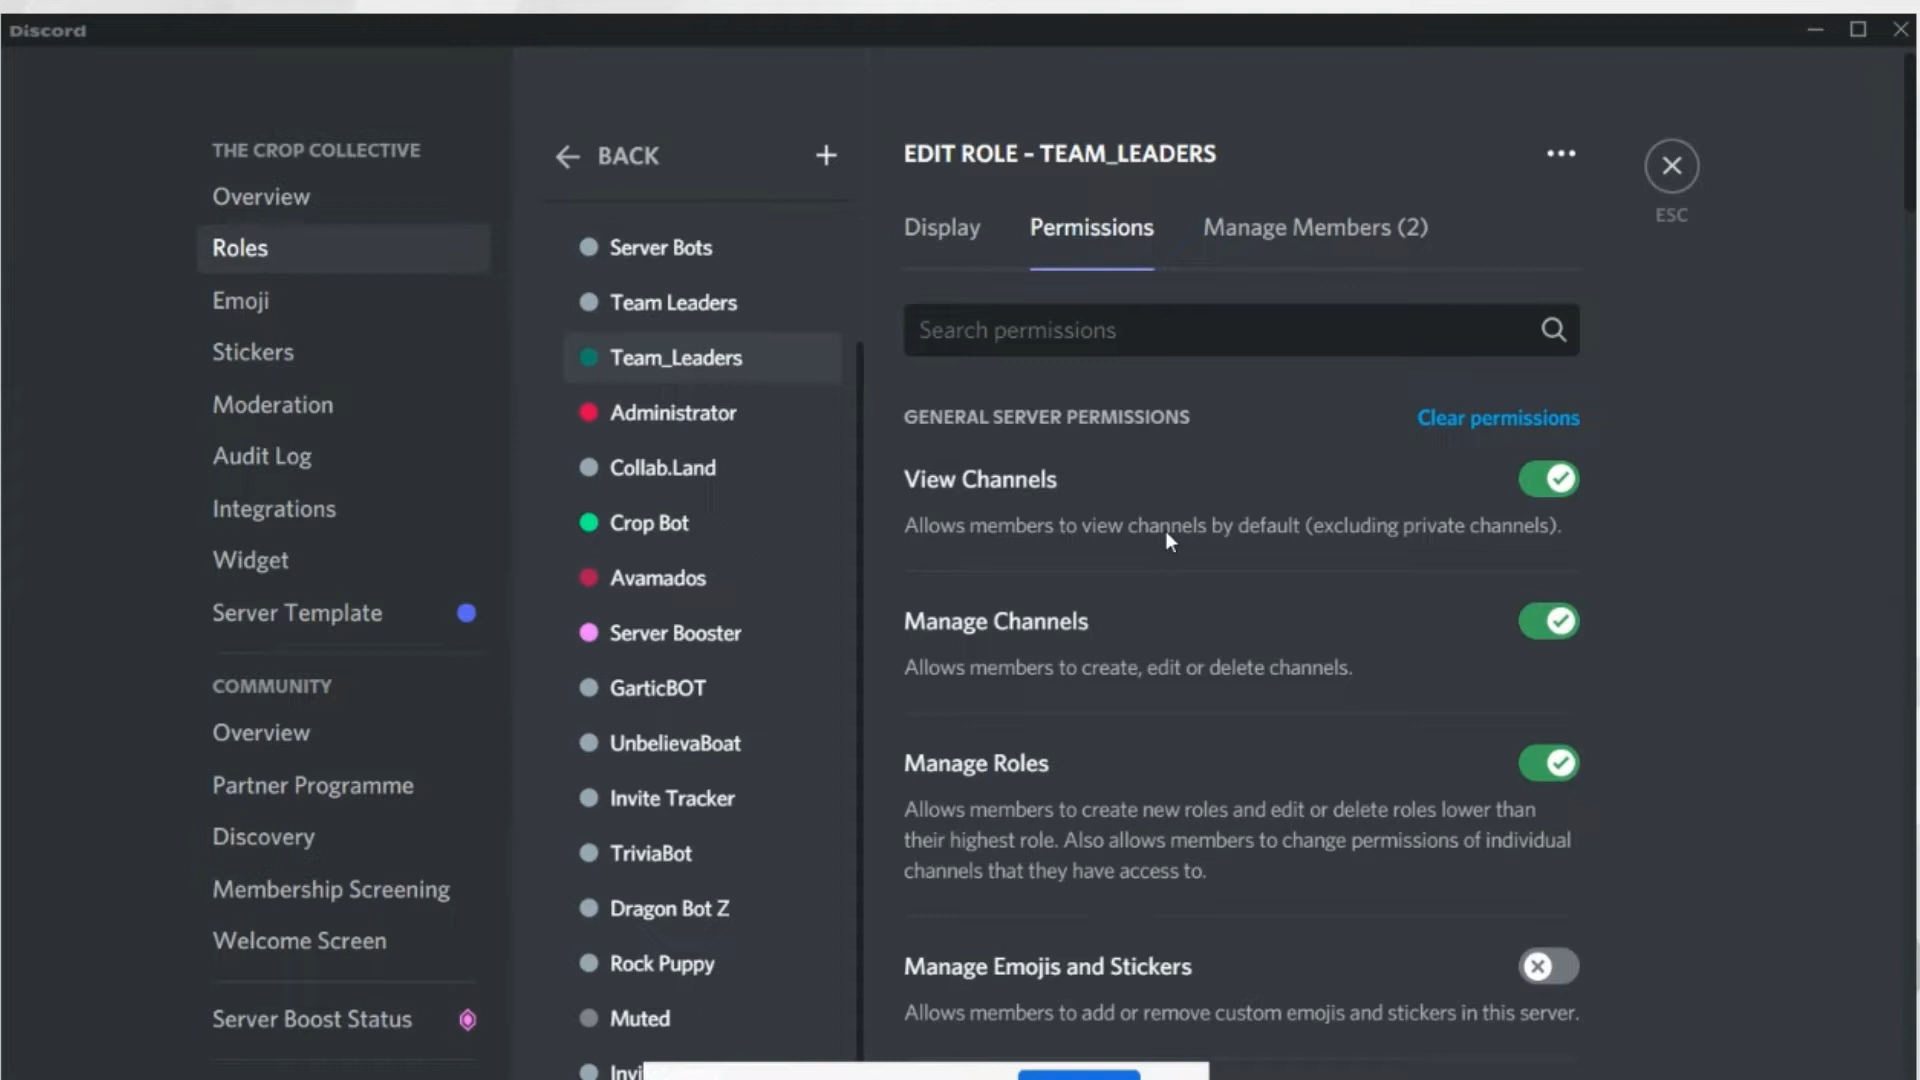 Discord
THE CROP COLLECTIVE
Overview
Roles
Emoji
Stickers
Moderation
Audit Log
Integrations
Widget
Server Template
COMMUNITY
Overview
Partner Programme
Discovery
Membership Screening
Welcome Screen
Server Boost Status
BACK
Server Bots
Team Leaders
Team_Leaders
Administrator
Collab.Land
Crop Bot
Avamados
Server Booster
GarticBOT
UnbelievaBoat
Invite Tracker
TriviaBot
Dragon Bot Z
Rock Puppy
Muted
EDIT ROLE - TEAM_LEADERS
ESC
Display Permissions Manage Members (2)
Search permissions
GENERAL SERVER PERMISSIONS Clear permissions
View Channels
Allows members to view channels by default (excluding private channels).
Manage Channels
Allows members to create, edit or delete channels.
Manage Roles
Allows members to create new roles and edit or delete roles lower than
their highest role. Also allows members to change permissions of individual
channels that they have access to.
Manage Emojis and Stickers
Allows members to add or remove custom emojis and stickers in this server.